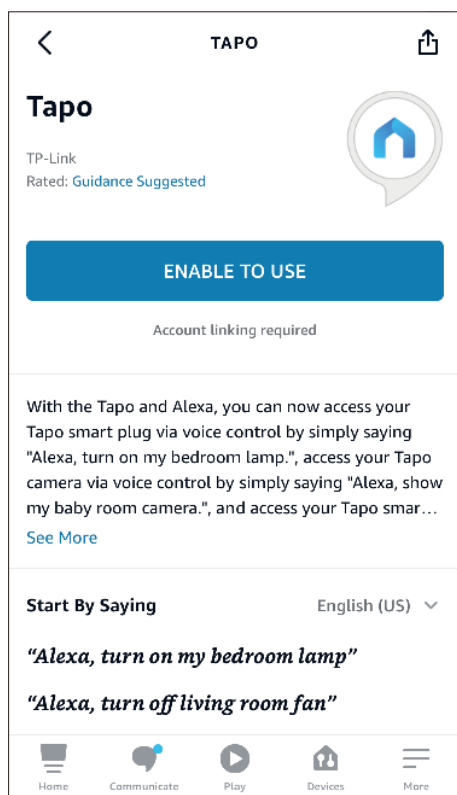 TAPO
Tapo
TP-Link
Rated: Guidance Suggested
ENABLE TO USE
Account linking required
With the Tapo and Alexa, you can now access your
Tapo smart plug via voice control by simply saying
"Alexa, turn on my bedroom lamp.", access your Tapo
camera via voice control by simply saying "Alexa, show
my baby room camera.", and access your Tapo smar...
See More
Start By Saying English (US)
“Alexa, turn on my bedroom lamp”
“Alexa, turn off living room fan”
Home Communicate Play Devices More